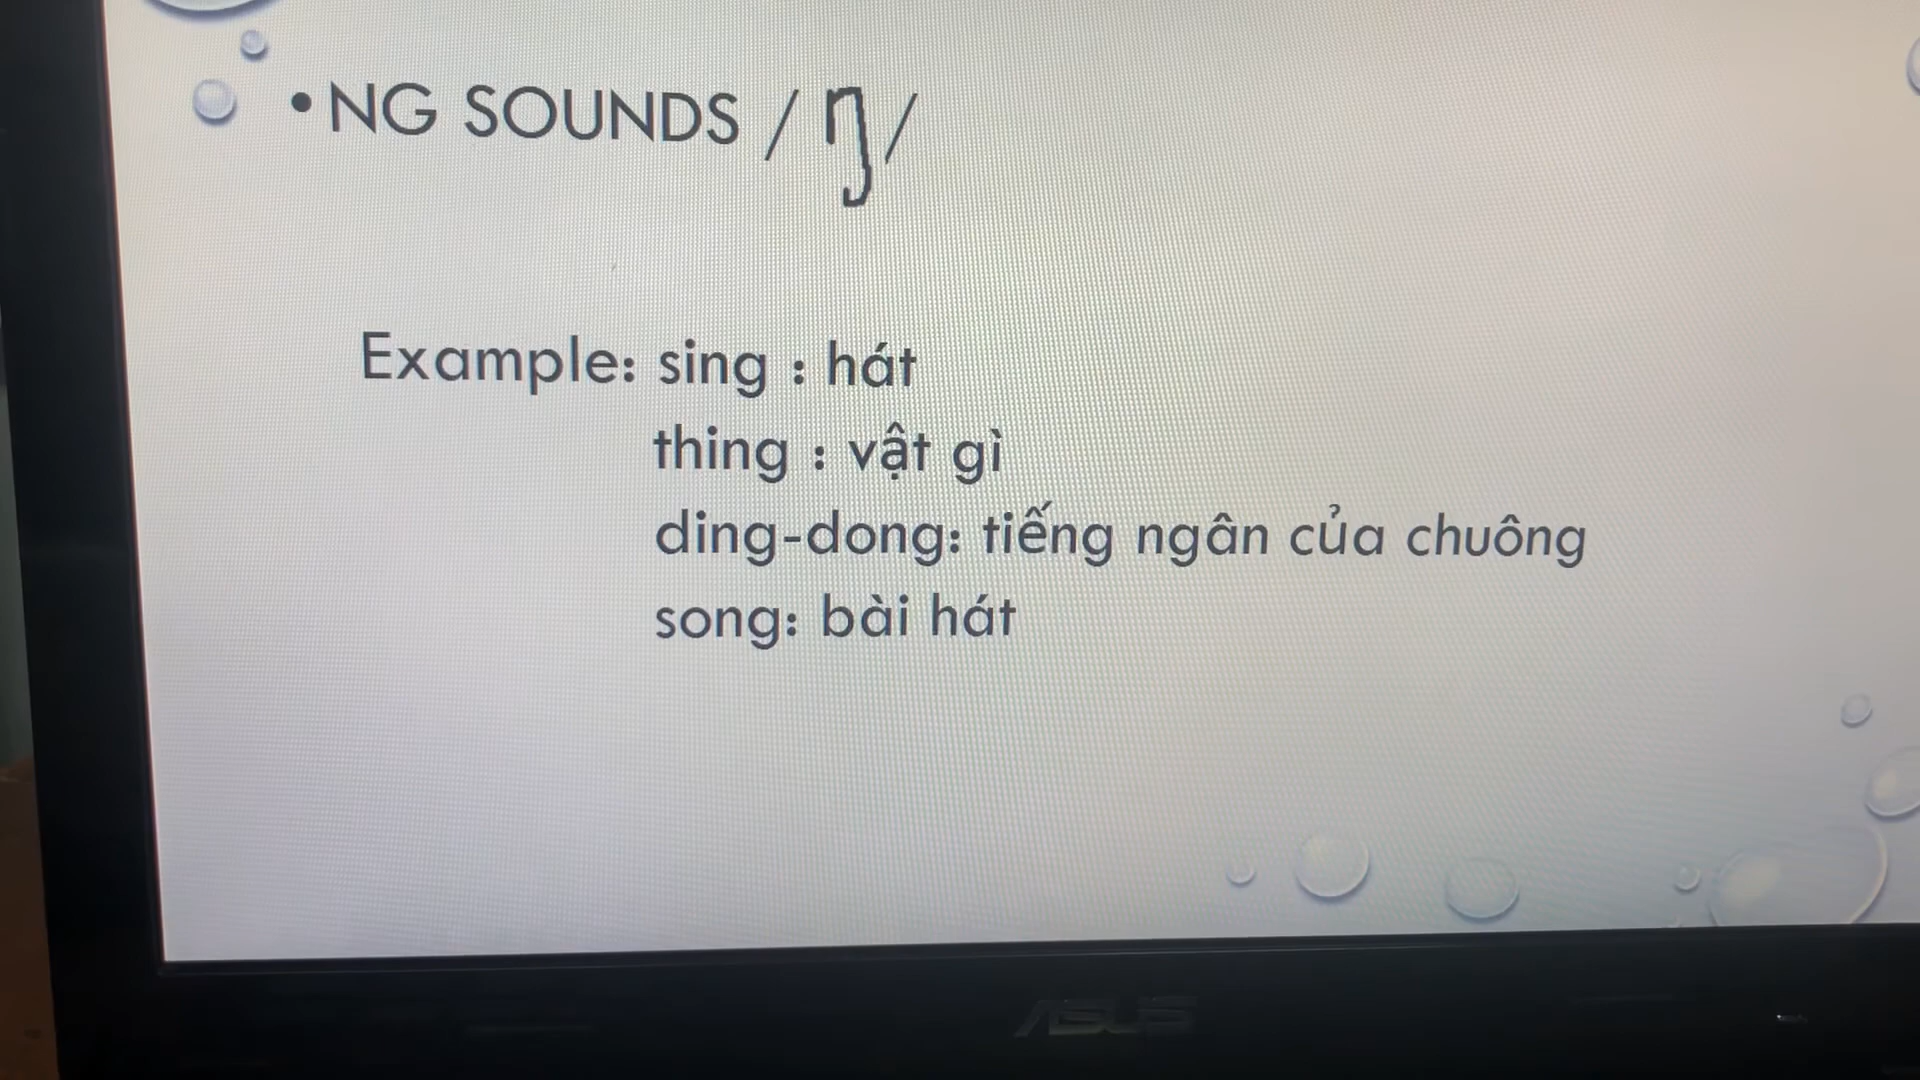 • NG SOUNDS /ŋ/
Example: sing : hát
thing : vật gì
ding-dong: tiếng ngân của chuông
song: bài hát
ASUS